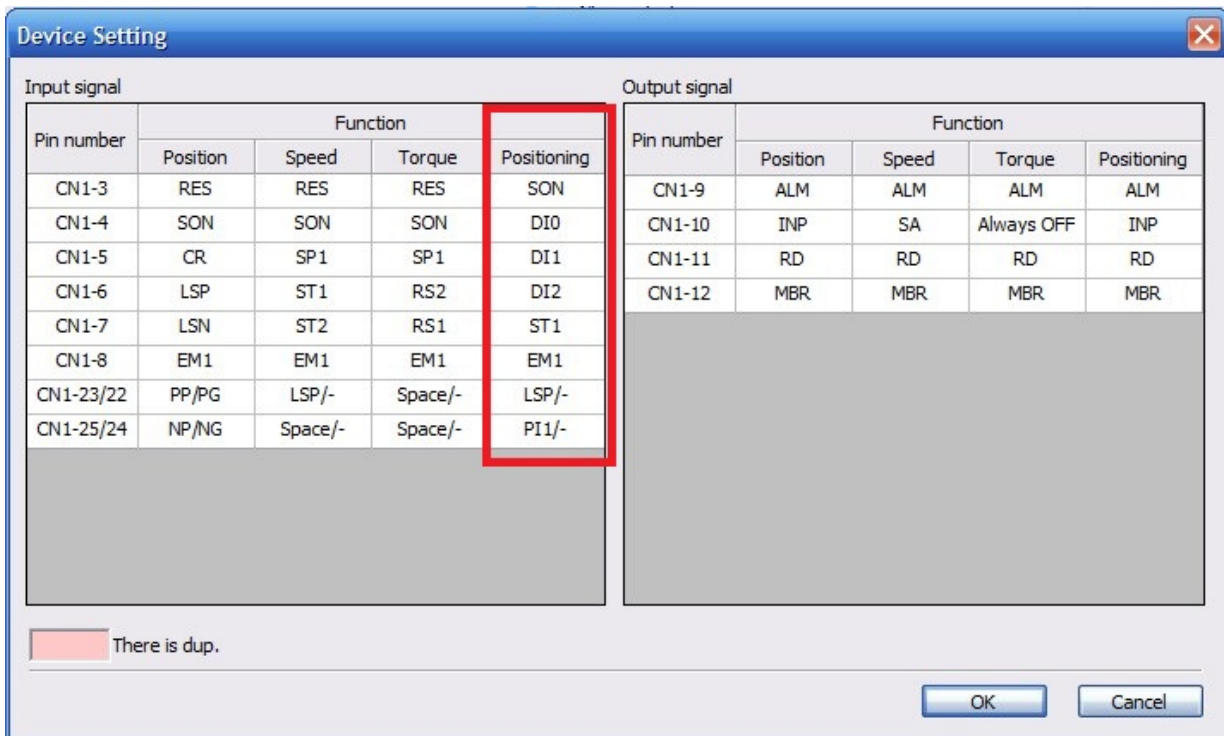 Device Setting
Input signal
Output signal
Pin number Function
Position Speed Torque Positioning
CN1-3 RES RES RES SON
CN1-4 SON SON SON DI0
CN1-5 CR SP1 SP1 DI1
CN1-6 LSP ST1 RS2 DI2
CN1-7 LSN ST2 RS1 ST1
CN1-8 EM1 EM1 EM1 EM1
CN1-23/22 PP/PG LSP/- Space/- LSP/-
CN1-25/24 NP/NG Space/- Space/- PI1/-
Pin number Function
Position Speed Torque Positioning
CN1-9 ALM ALM ALM ALM
CN1-10 INP SA Always OFF INP
CN1-11 RD RD RD RD
CN1-12 MBR MBR MBR MBR
There is dup.
OK Cancel